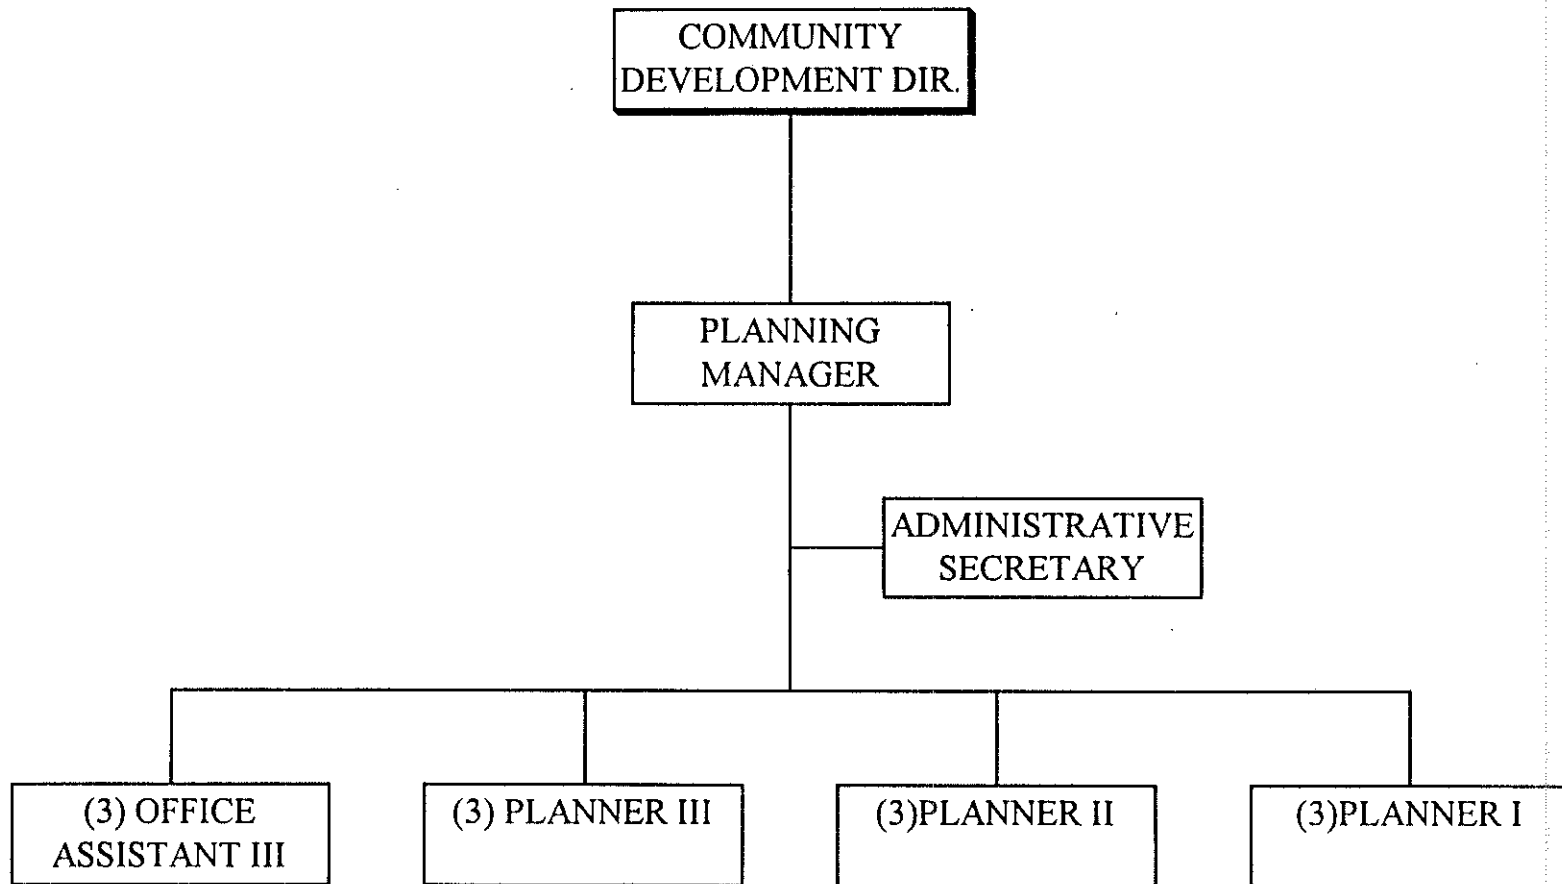 COMMUNITY
DEVELOPMENT DIR.
PLANNING
MANAGER
ADMINISTRATIVE
SECRETARY
(3) OFFICE
ASSISTANT III
(3) PLANNER III
(3)PLANNER II
(3)PLANNER I